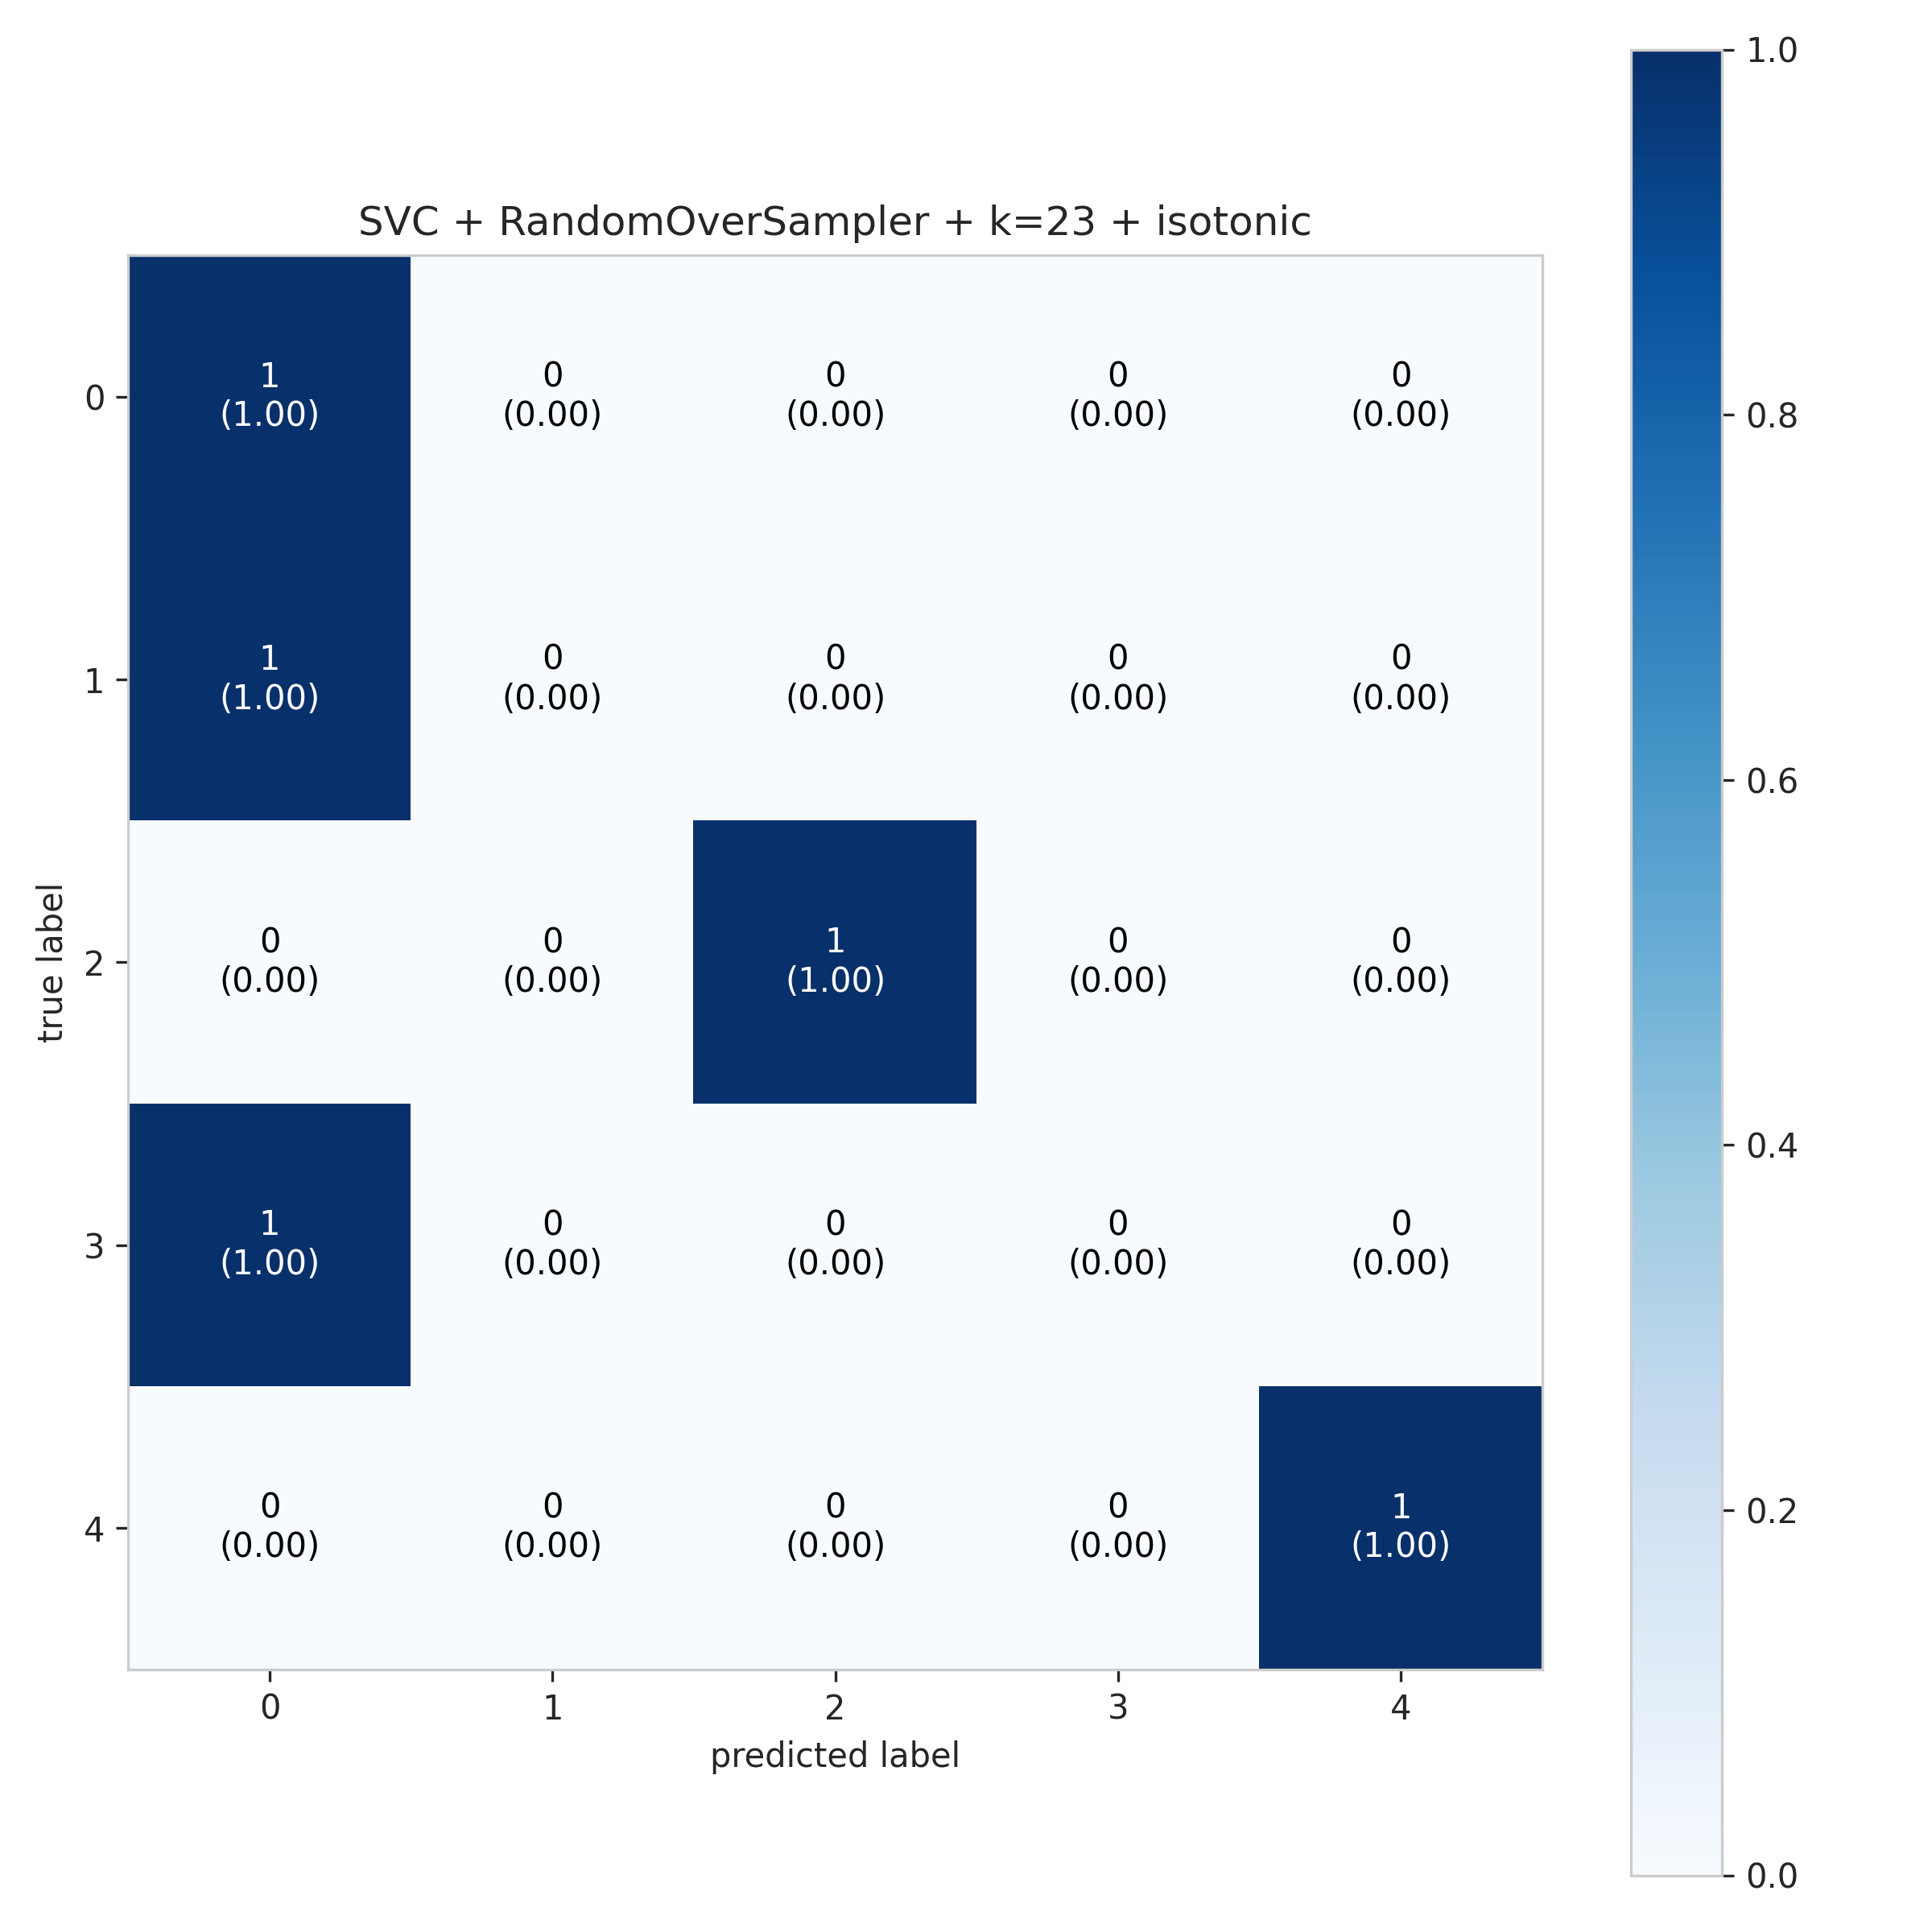 SVC + RandomOverSampler + k=23 + isotonic
1 0 0 0 0
0 (1.00) (0.00) (0.00) (0.00) (0.00)
1 0 0 0 0
1 (1.00) (0.00) (0.00) (0.00) (0.00)
0 0 1 0 0
2 (0.00) (0.00) (1.00) (0.00) (0.00)
1 0 0 0 0
3 (1.00) (0.00) (0.00) (0.00) (0.00)
0 0 0 0 1
4 (0.00) (0.00) (0.00) (0.00) (1.00)
true label
0 1 2 3 4
predicted label
1.0
0.8
0.6
0.4
0.2
0.0